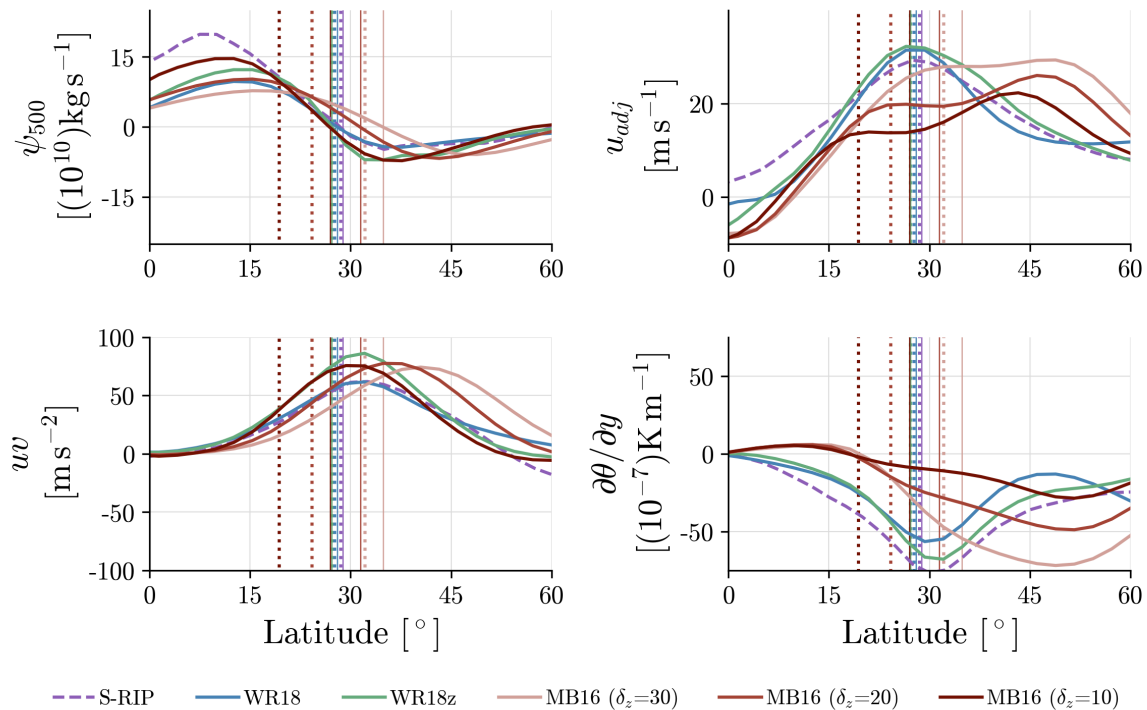 15
0
-15
ψ500
[(10^10)kg s^-1]
0 15 30 45 60
20
0
u_adj
[m s^-1]
0 15 30 45 60
100
50
0
-50
-100
uv
[m s^-2]
0 15 30 45 60
Latitude [°]
50
0
-50
∂θ/∂y
[(10^-7)K m^-1]
0 15 30 45 60
Latitude [°]
S-RIP WR18 WR18z MB16 (δz=30) MB16 (δz=20) MB16 (δz=10)